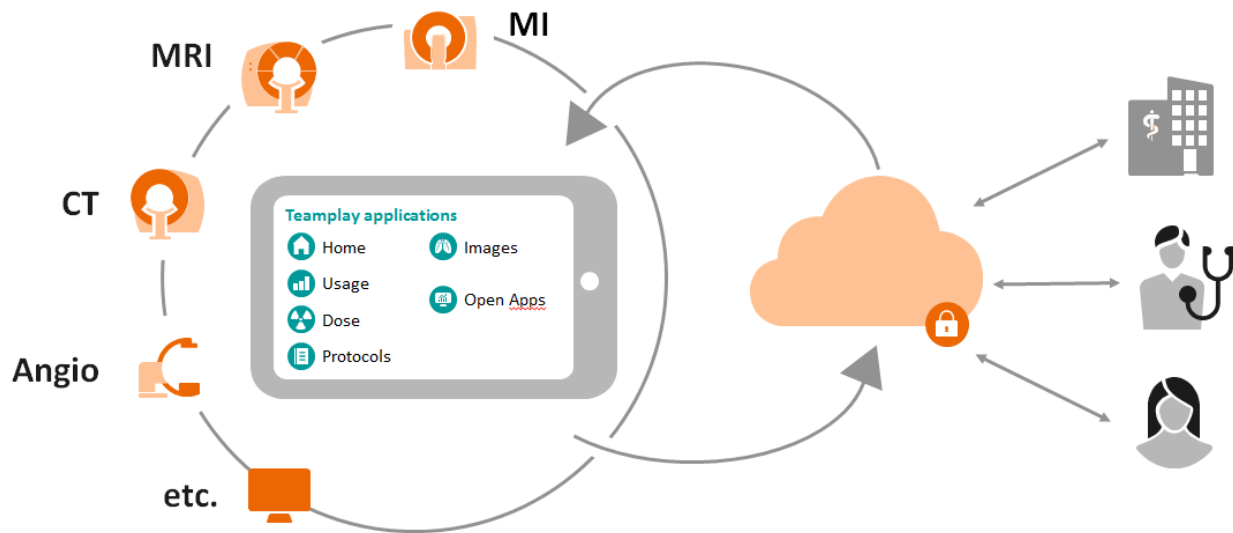 MI
MRI
CT
Angio
etc.
Teamplay applications
Home
Usage
Dose
Protocols
Images
Open Apps